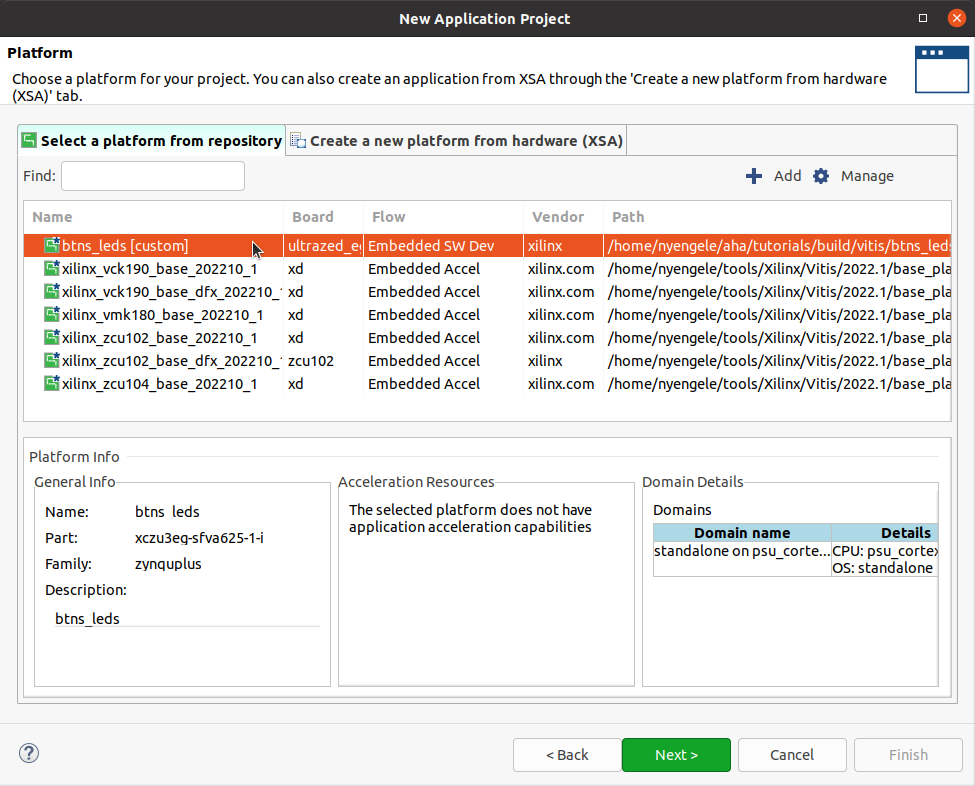 New Application Project
Platform
Choose a platform for your project. You can also create an application from XSA through the 'Create a new platform from hardware
(XSA)' tab.
Select a platform from repository
Create a new platform from hardware (XSA)
Find:
Add
Manage
Name Board Flow Vendor Path
btns_leds [custom] ultrazed_eg Embedded SW Dev xilinx /home/nyengele/aha/tutorials/build/vitis/btns_leds
xilinx_vck190_base_202210_1 xd Embedded Accel xilinx.com /home/nyengele/tools/Xilinx/Vitis/2022.1/base_pla
xilinx_vck190_base_dfx_202210_1 xd Embedded Accel xilinx.com /home/nyengele/tools/Xilinx/Vitis/2022.1/base_pla
xilinx_vmk180_base_202210_1 xd Embedded Accel xilinx.com /home/nyengele/tools/Xilinx/Vitis/2022.1/base_pla
xilinx_zcu102_base_202210_1 xd Embedded Accel xilinx.com /home/nyengele/tools/Xilinx/Vitis/2022.1/base_pla
xilinx_zcu102_base_dfx_202210_1 zcu102 Embedded Accel xilinx /home/nyengele/tools/Xilinx/Vitis/2022.1/base_pla
xilinx_zcu104_base_202210_1 xd Embedded Accel xilinx.com /home/nyengele/tools/Xilinx/Vitis/2022.1/base_pla
Platform Info
General Info
Name: btns_leds
Part: xczu3eg-sfva625-1-i
Family: zynquplus
Description:
btns_leds
Acceleration Resources
The selected platform does not have
application acceleration capabilities
Domain Details
Domains
Domain name Details
standalone on psu_corte... CPU: psu_cortex
OS: standalone
< Back
Next >
Cancel
Finish